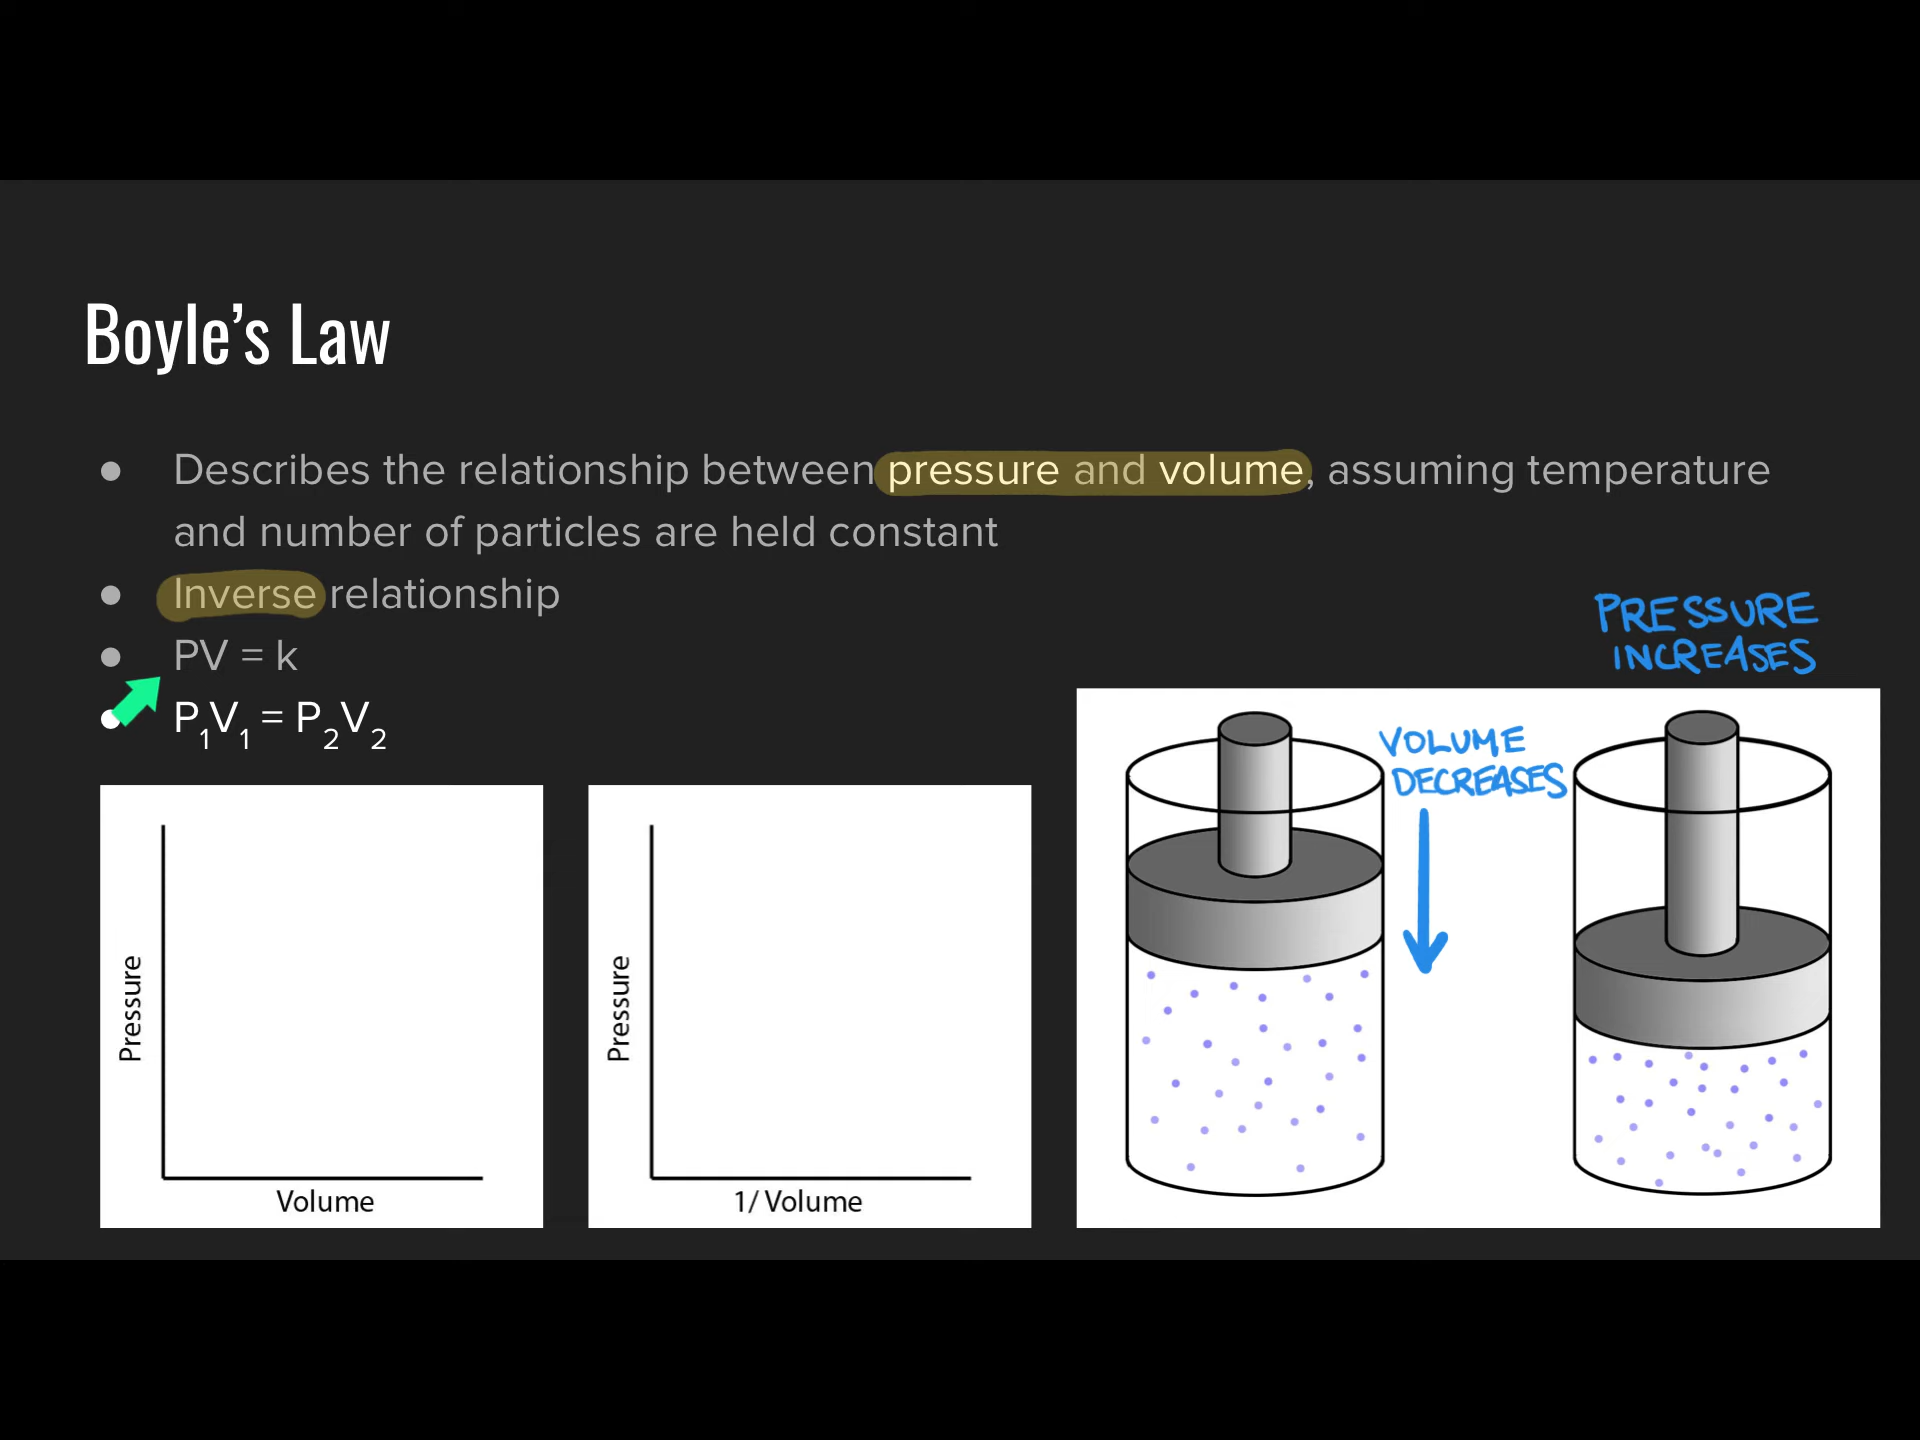 Boyle’s Law
● Describes the relationship between pressure and volume, assuming temperature
and number of particles are held constant
● Inverse relationship
● PV = k
● P₁V₁ = P₂V₂
PRESSURE
INCREASES
VOLUME
DECREASES
Pressure
Volume
Pressure
1/ Volume